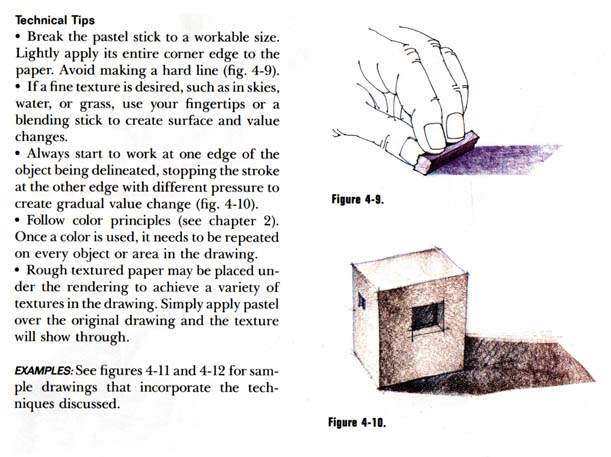 Technical Tips
• Break the pastel stick to a workable size.
Lightly apply its entire corner edge to the
paper. Avoid making a hard line (fig. 4-9).
• If a fine texture is desired, such as in skies,
water, or grass, use your fingertips or a
blending stick to create surface and value
changes.
• Always start to work at one edge of the
object being delineated, stopping the stroke
at the other edge with different pressure to
create gradual value change (fig. 4-10).
• Follow color principles (see chapter 2).
Once a color is used, it needs to be repeated
on every object or area in the drawing.
• Rough textured paper may be placed un-
der the rendering to achieve a variety of
textures in the drawing. Simply apply pastel
over the original drawing and the texture
will show through.
EXAMPLES: See figures 4-11 and 4-12 for sam-
ple drawings that incorporate the tech-
niques discussed.
Figure 4-9.
Figure 4-10.